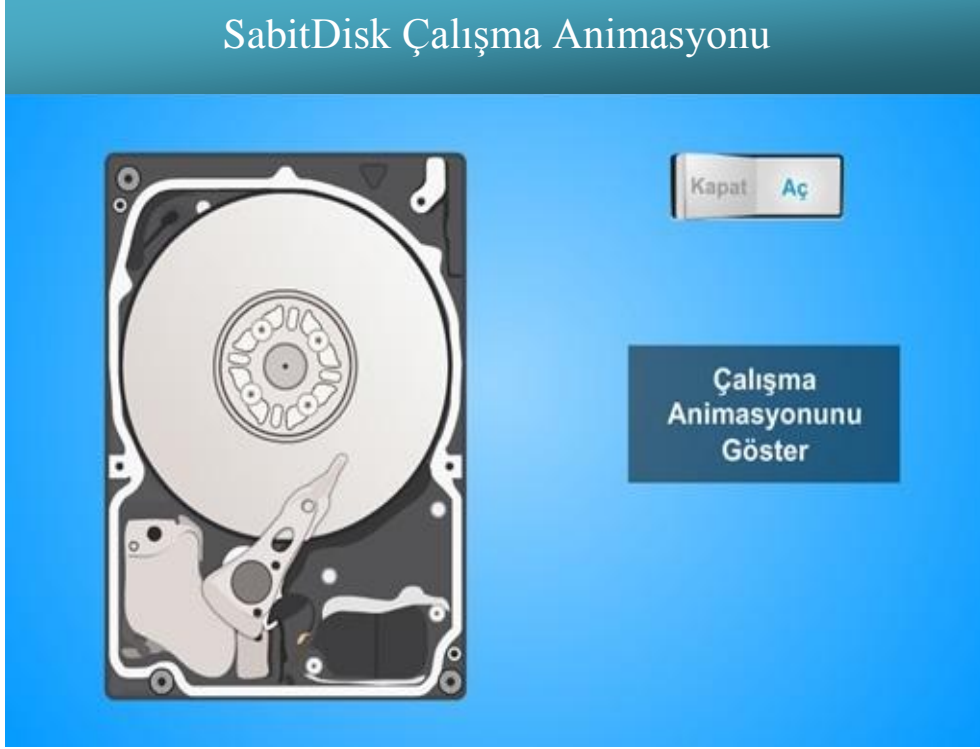 SabitDisk Çalışma Animasyonu
Kapat Aç
Çalışma
Animasyonunu
Göster